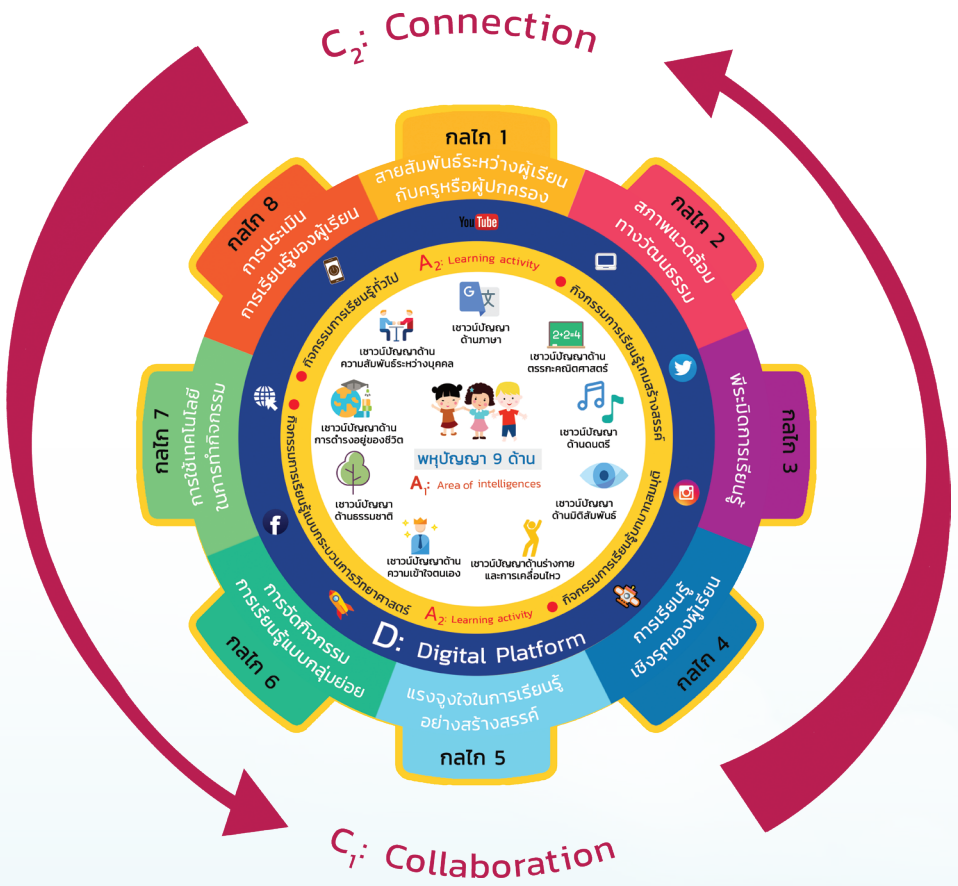 C₂: Connection
กลไก 1
สายสัมพันธ์ระหว่างผู้เรียน
กับครูหรือผู้ปกครอง
กลไก 2
สภาพแวดล้อม
ทางวัฒนธรรม
กลไก 3
พีระมิดการเรียนรู้
กลไก 4
การเรียนรู้
เชิงรุกของผู้เรียน
กลไก 5
แรงจูงใจในการเรียนรู้
อย่างสร้างสรรค์
กลไก 6
การจัดกิจกรรม
การเรียนรู้แบบกลุ่มย่อย
กลไก 7
การใช้เทคโนโลยี
ในการทำกิจกรรม
กลไก 8
การประเมิน
การเรียนรู้ของผู้เรียน
YouTube
D: Digital Platform
A₂: Learning activity
กิจกรรมการเรียนรู้เกมสร้างสรรค์
กิจกรรมการเรียนรู้บทบาทสมมุติ
A₂: Learning activity
กิจกรรมการเรียนรู้แบบกระบวนการวิทยาศาสตร์
กิจกรรมการเรียนรู้ทั่วไป
G 文
เชาวน์ปัญญา
ด้านภาษา
2+2=4
เชาวน์ปัญญาด้าน
ตรรกะคณิตศาสตร์
เชาวน์ปัญญา
ด้านดนตรี
เชาวน์ปัญญา
ด้านมิติสัมพันธ์
เชาวน์ปัญญาด้านร่างกาย
และการเคลื่อนไหว
เชาวน์ปัญญาด้าน
ความเข้าใจตนเอง
เชาวน์ปัญญา
ด้านธรรมชาติ
เชาวน์ปัญญาด้าน
การดำรงอยู่ของชีวิต
เชาวน์ปัญญาด้าน
ความสัมพันธ์ระหว่างบุคคล
พหุปัญญา 9 ด้าน
A₁: Area of intelligences
C₁: Collaboration